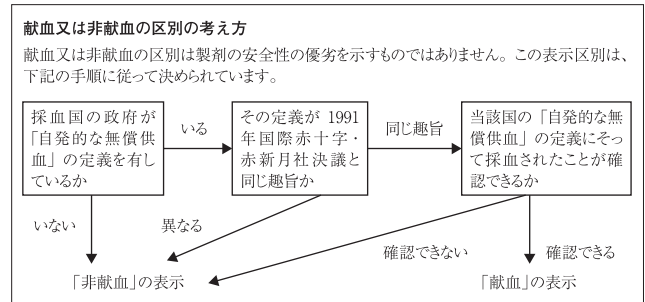 献血又は非献血の区別の考え方
献血又は非献血の区別は製剤の安全性の優劣を示すものではありません。この表示区別は、
下記の手順に従って決められています。
採血国の政府が
「自発的な無償供
血」の定義を有し
ているか
いる
その定義が 1991
年国際赤十字・
赤新月社決議と
同じ趣旨か
同じ趣旨
当該国の「自発的な無
償供血」の定義にそっ
て採血されたことが確
認できるか
いない
異なる
確認できない
確認できる
「非献血」の表示
「献血」の表示